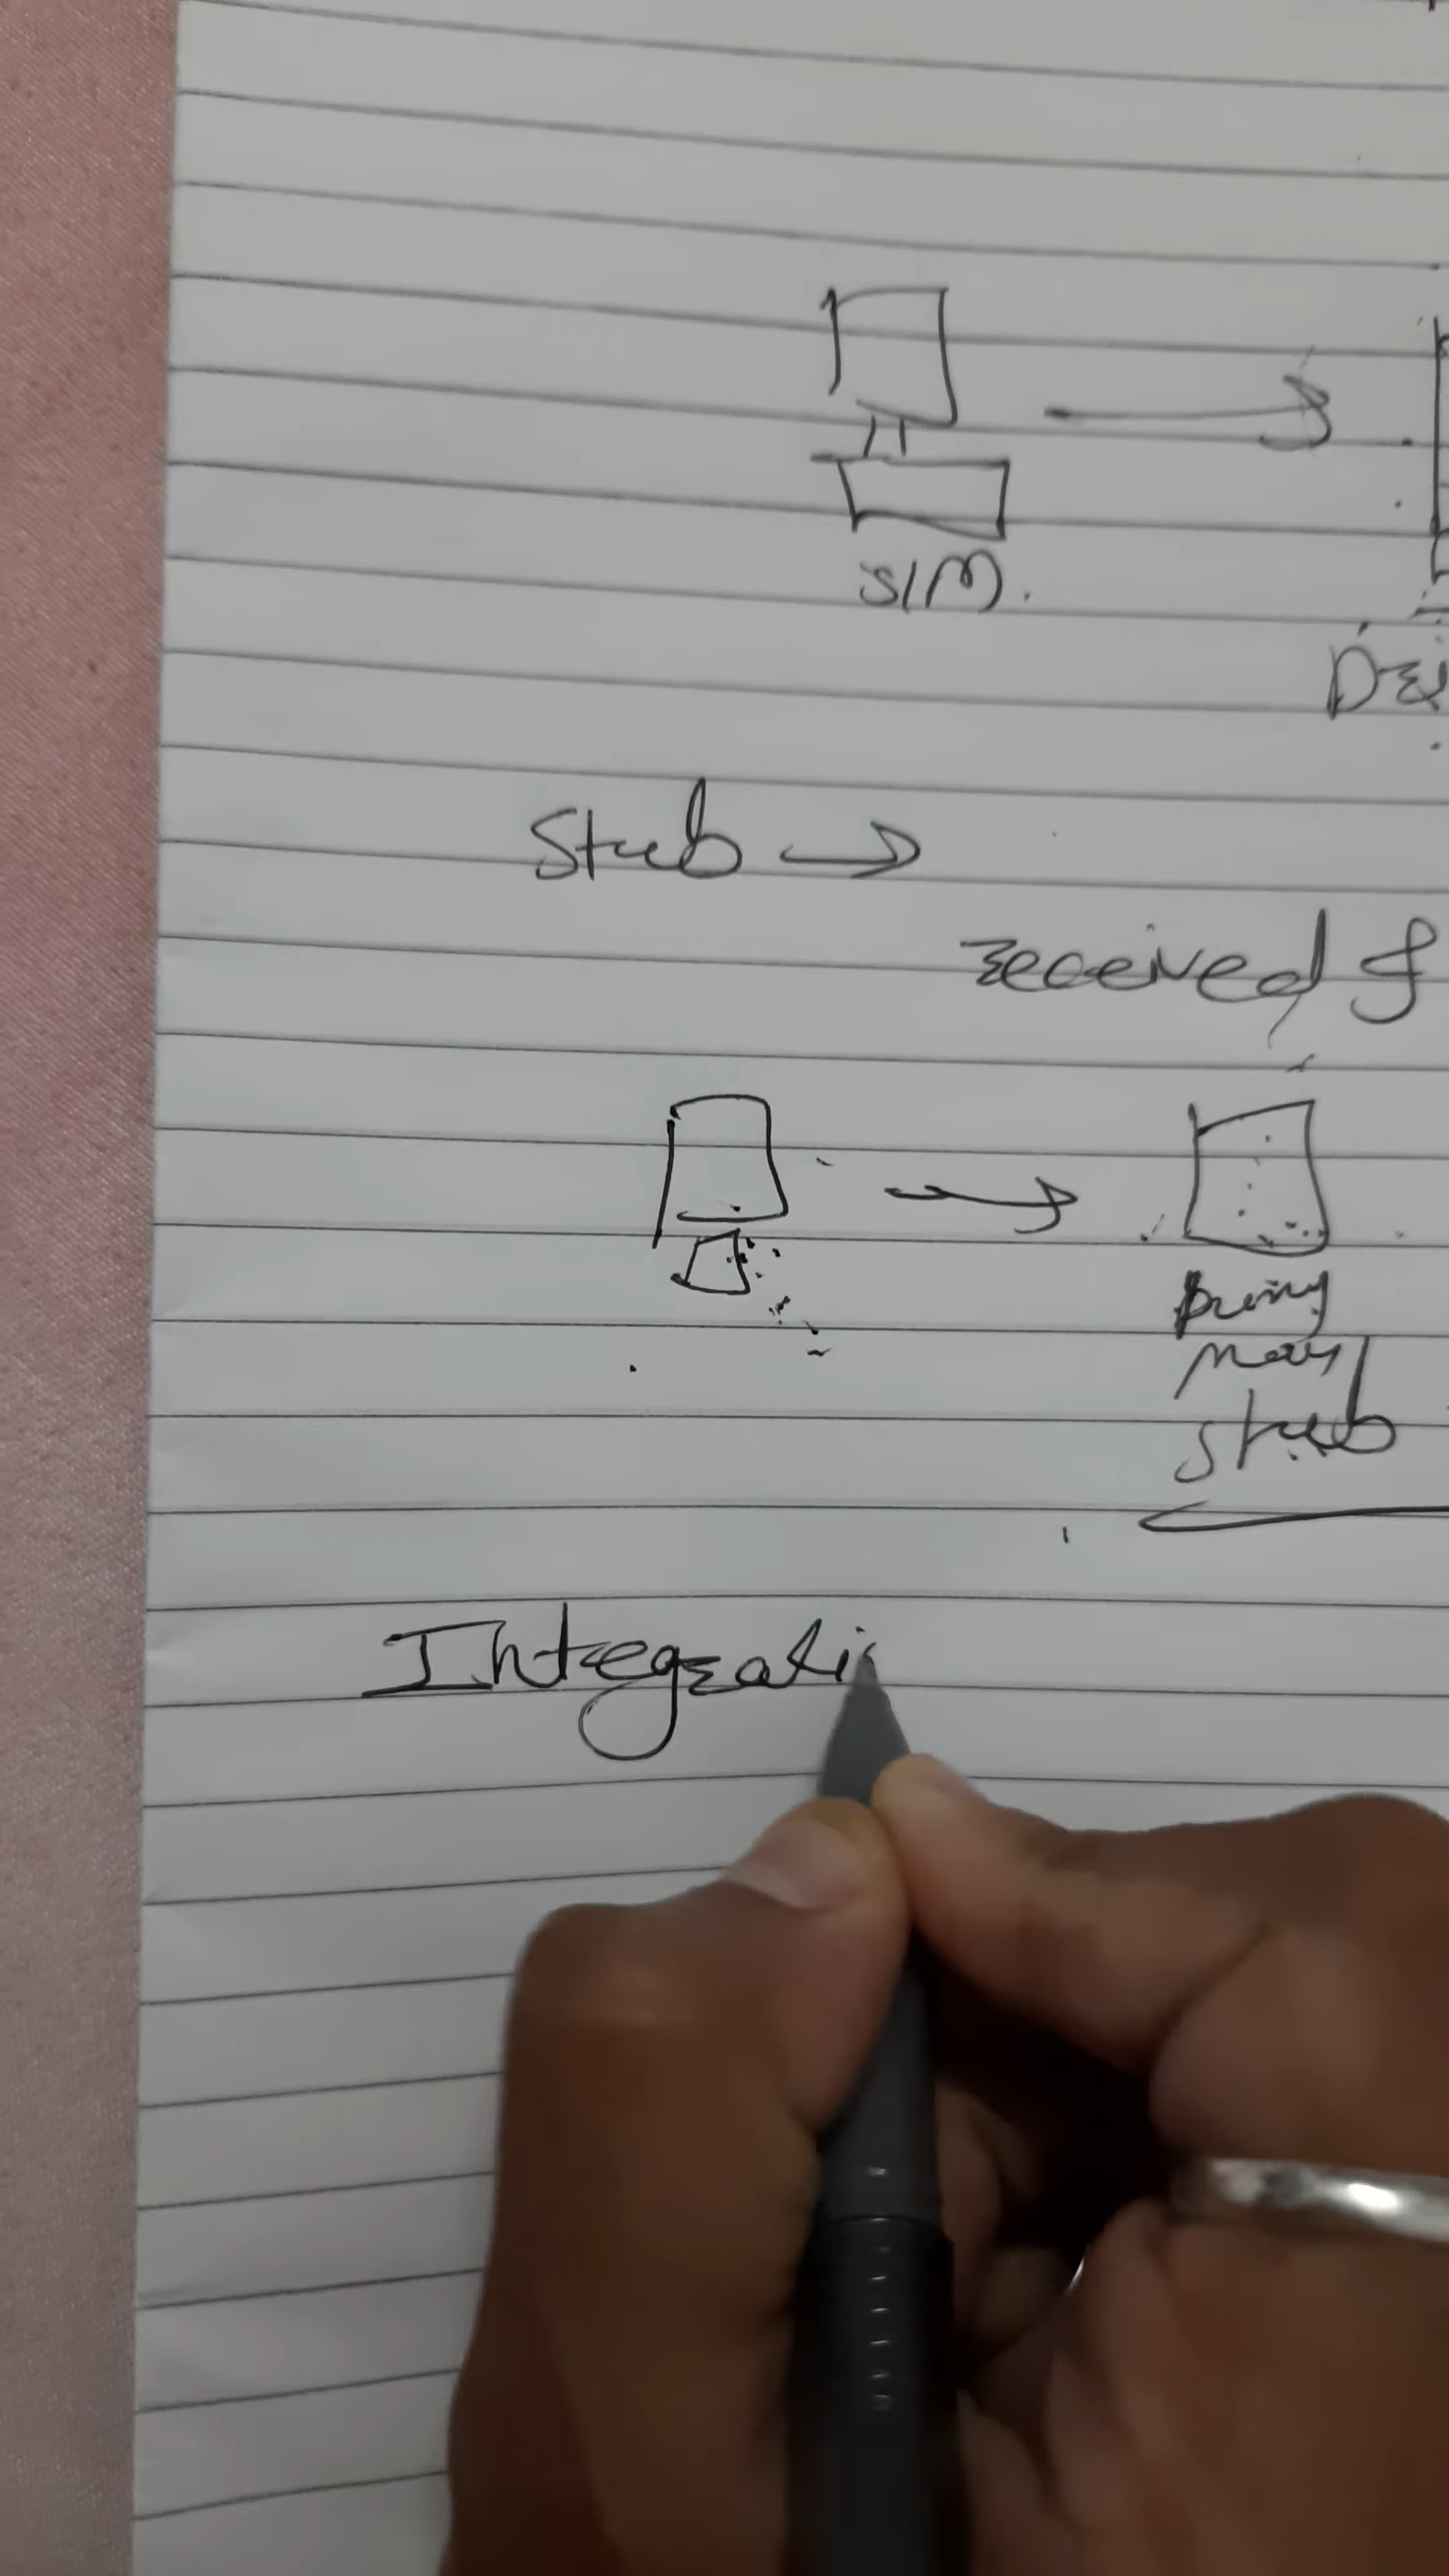 SIM.
Stub →
received &
stub
Integrati